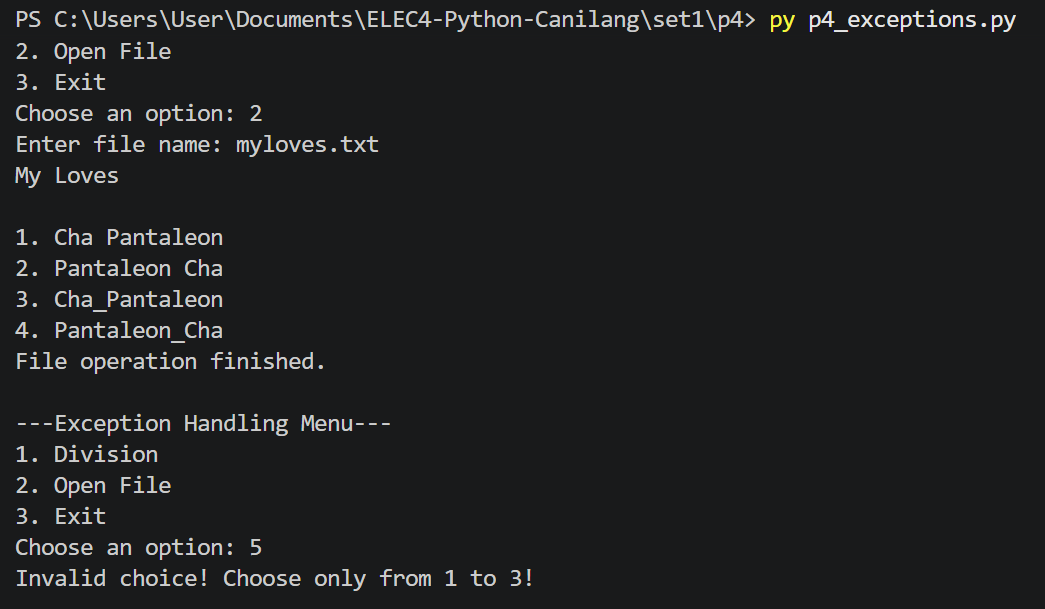 PS C:\Users\User\Documents\ELEC4-Python-Canilang\set1\p4> py p4_exceptions.py
2. Open File
3. Exit
Choose an option: 2
Enter file name: myloves.txt
My Loves
1. Cha Pantaleon
2. Pantaleon Cha
3. Cha_Pantaleon
4. Pantaleon_Cha
File operation finished.
---Exception Handling Menu---
1. Division
2. Open File
3. Exit
Choose an option: 5
Invalid choice! Choose only from 1 to 3!